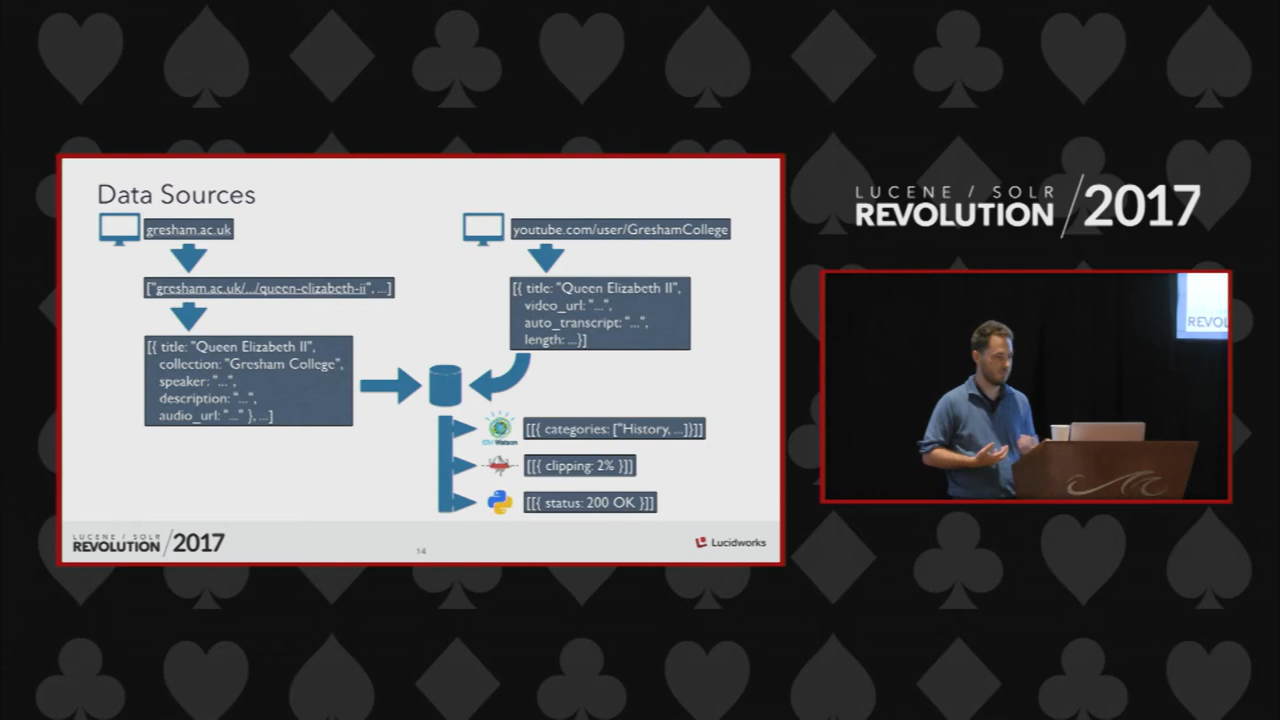 Data Sources
gresham.ac.uk
["gresham.ac.uk/.../queen-elizabeth-ii", ...]
[{ title: "Queen Elizabeth II",
collection: "Gresham College",
speaker: "...",
description: "...",
audio_url: "..." }, ...]
youtube.com/user/GreshamCollege
[{ title: "Queen Elizabeth II",
video_url: "...",
auto_transcript: "...",
length: ...}]
IBM Watson
[[{ categories: ["History, ...]}]]
[[{ clipping: 2% }]]
[[{ status: 200 OK }]]
LUCENE / SOLR
REVOLUTION /2017
14
Lucidworks
LUCENE / SOLR
REVOLUTION /2017
REVOL